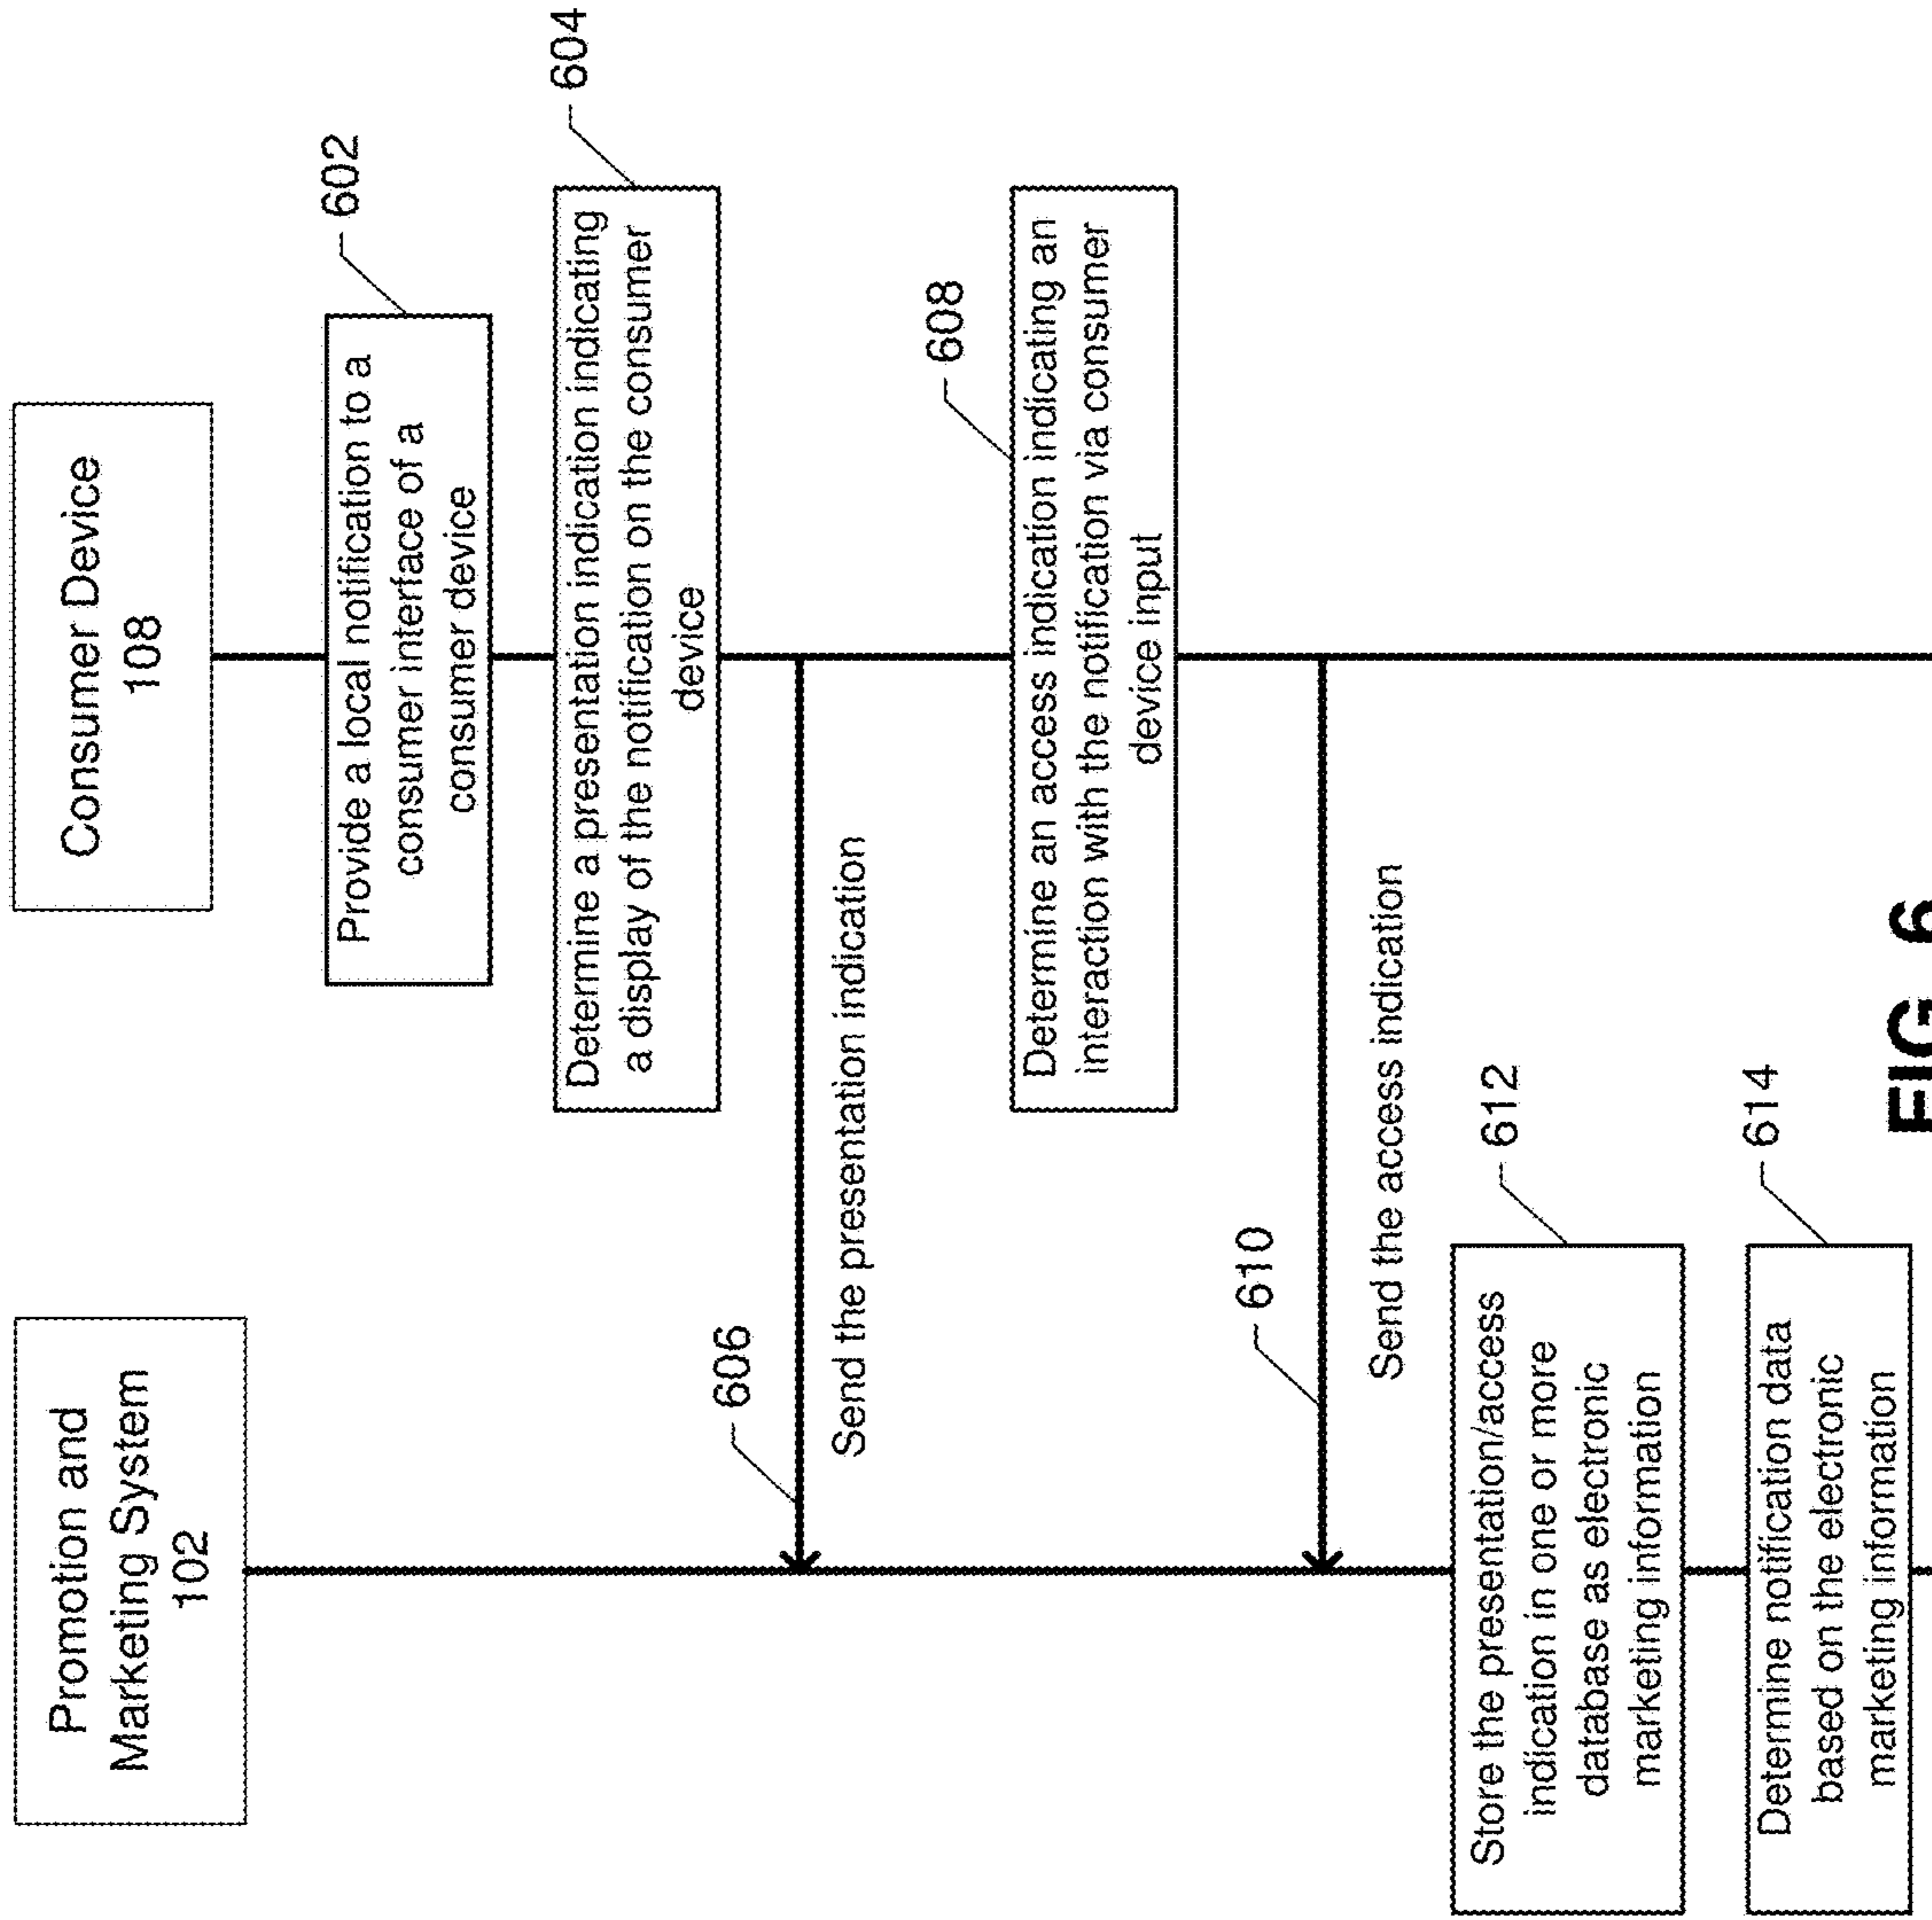 Promotion and
Marketing System
102
Consumer Device
108
Provide a local notification to a
consumer interface of a
consumer device
602
Determine a presentation indication indicating
a display of the notification on the consumer
device
604
606
Send the presentation indication
608
Determine an access indication indicating an
interaction with the notification via consumer
device input
610
Send the access indication
612
Store the presentation/access
indication in one or more
database as electronic
marketing information
614
Determine notification data
based on the electronic
marketing information
FIG. 6